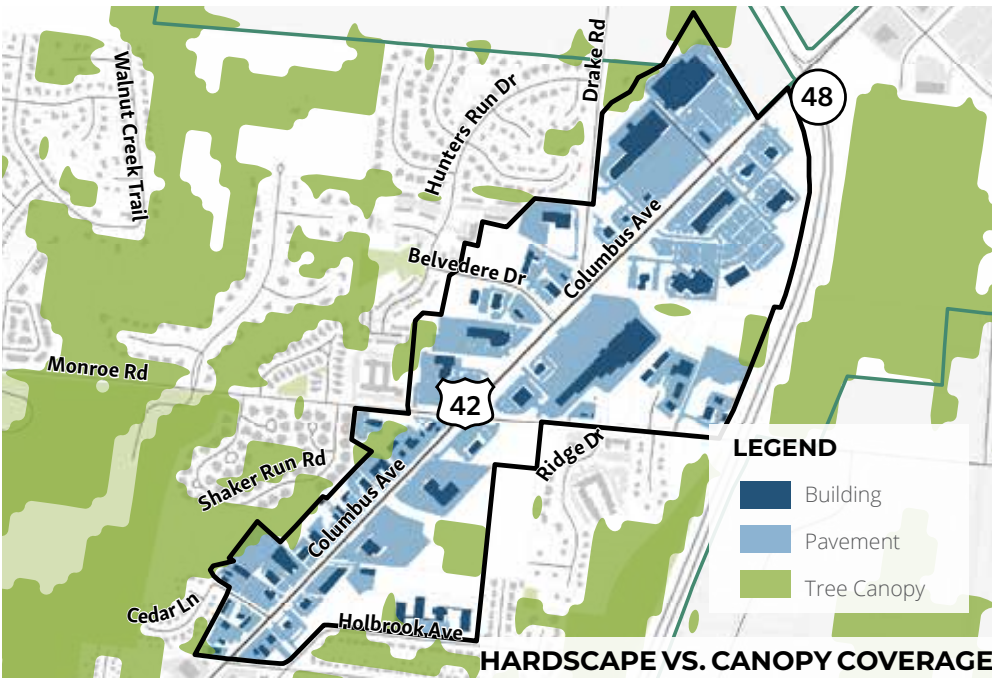 Drake Rd
Walnut Creek Trail
Hunters Run Dr
48
Columbus Ave
Belvedere Dr
Monroe Rd
42
Shaker Run Rd
Ridge Dr
Columbus Ave
Cedar Ln
Holbrook Ave
LEGEND
Building
Pavement
Tree Canopy
HARDSCAPE VS. CANOPY COVERAGE